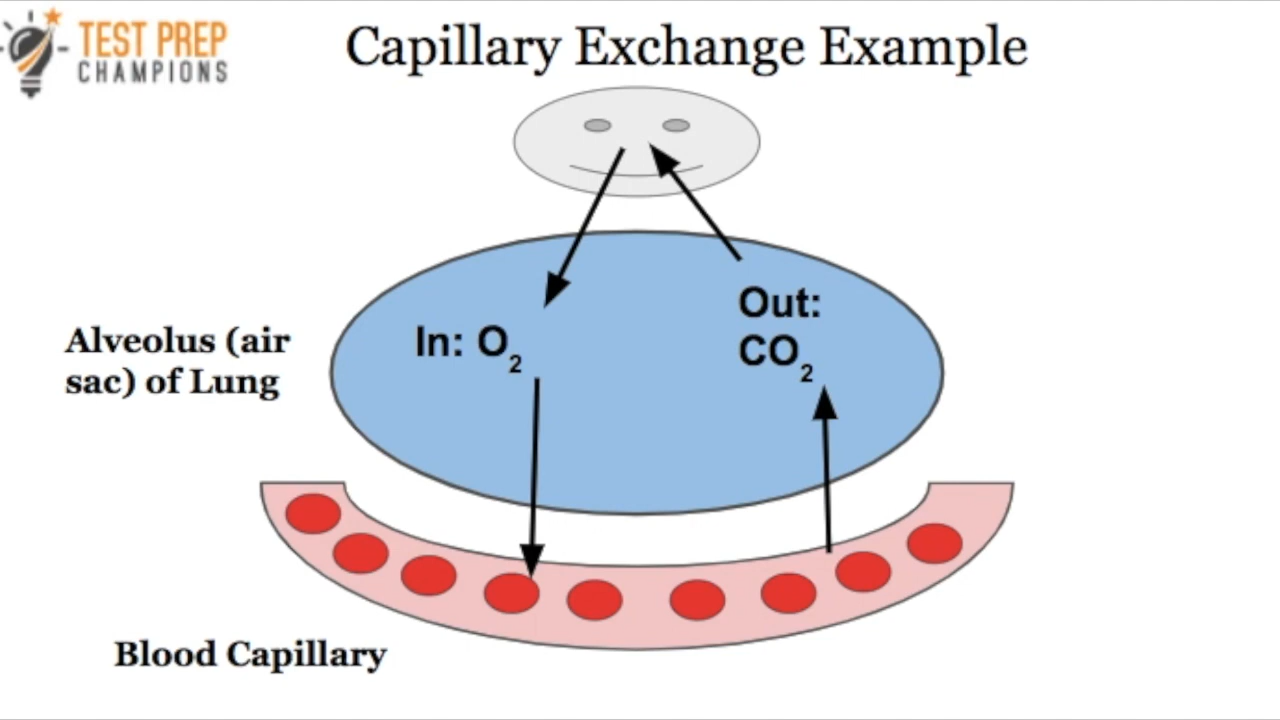 TEST PREP
CHAMPIONS
Capillary Exchange Example
In: O₂
Out:
CO₂
Alveolus (air
sac) of Lung
Blood Capillary